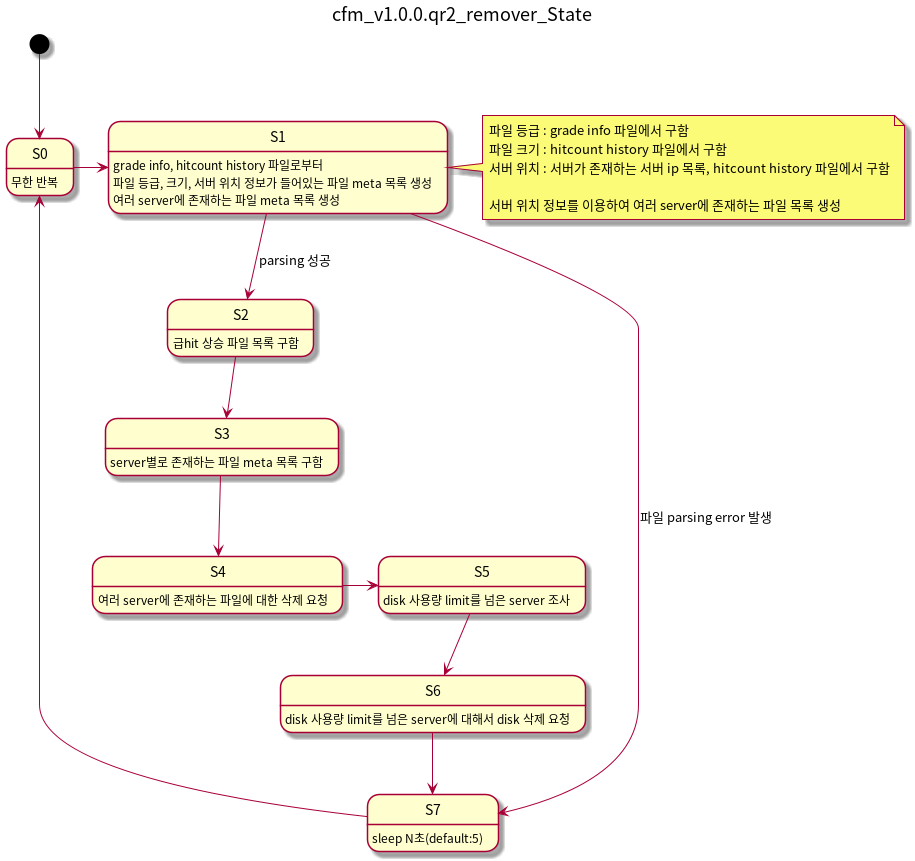 cfm_v1.0.0.qr2_remover_State
S0
무한 반복
S1
grade info, hitcount history 파일로부터
파일 등급, 크기, 서버 위치 정보가 들어있는 파일 meta 목록 생성
여러 server에 존재하는 파일 meta 목록 생성
파일 등급 : grade info 파일에서 구함
파일 크기 : hitcount history 파일에서 구함
서버 위치 : 서버가 존재하는 서버 ip 목록, hitcount history 파일에서 구함
서버 위치 정보를 이용하여 여러 server에 존재하는 파일 목록 생성
parsing 성공
S2
급hit 상승 파일 목록 구함
S3
server별로 존재하는 파일 meta 목록 구함
파일 parsing error 발생
S4
여러 server에 존재하는 파일에 대한 삭제 요청
S5
disk 사용량 limit를 넘은 server 조사
S6
disk 사용량 limit를 넘은 server에 대해서 disk 삭제 요청
S7
sleep N초(default:5)